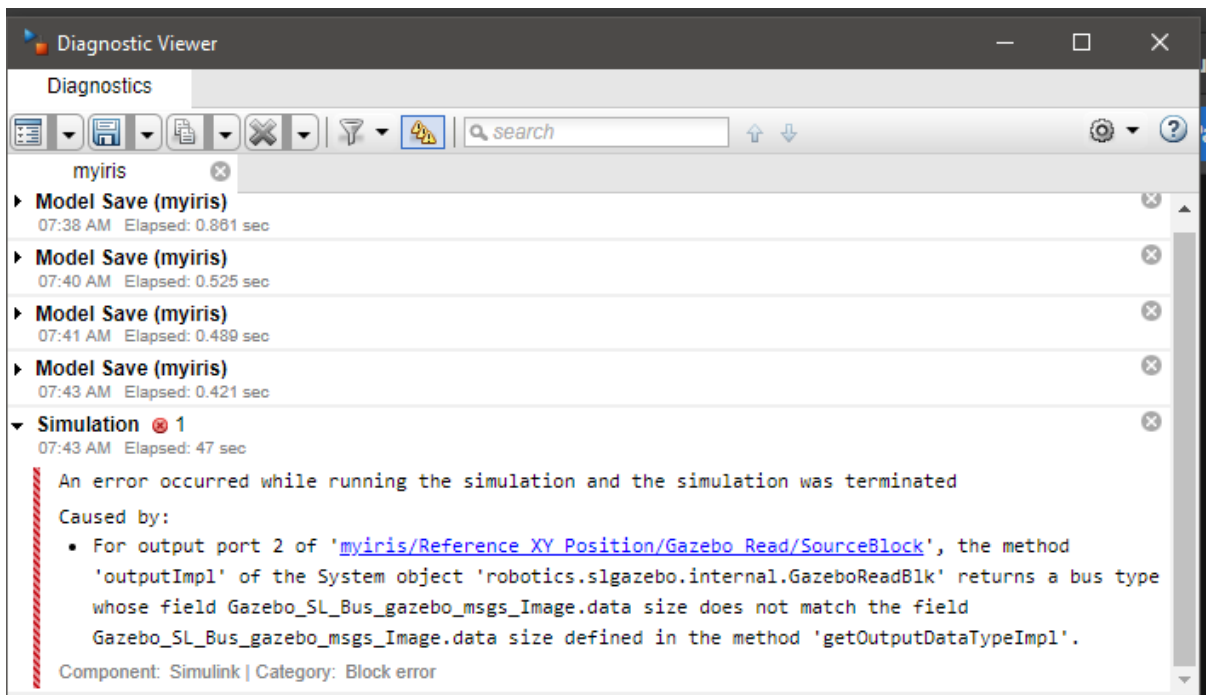 Diagnostic Viewer
Diagnostics
search
myiris
Model Save (myiris)
07:38 AM Elapsed: 0.861 sec
Model Save (myiris)
07:40 AM Elapsed: 0.525 sec
Model Save (myiris)
07:41 AM Elapsed: 0.489 sec
Model Save (myiris)
07:43 AM Elapsed: 0.421 sec
Simulation 1
07:43 AM Elapsed: 47 sec
An error occurred while running the simulation and the simulation was terminated
Caused by:
• For output port 2 of 'myiris/Reference XY Position/Gazebo Read/SourceBlock', the method
'outputImpl' of the System object 'robotics.slgazebo.internal.GazeboReadBlk' returns a bus type
whose field Gazebo_SL_Bus_gazebo_msgs_Image.data size does not match the field
Gazebo_SL_Bus_gazebo_msgs_Image.data size defined in the method 'getOutputDataTypeImpl'.
Component: Simulink | Category: Block error